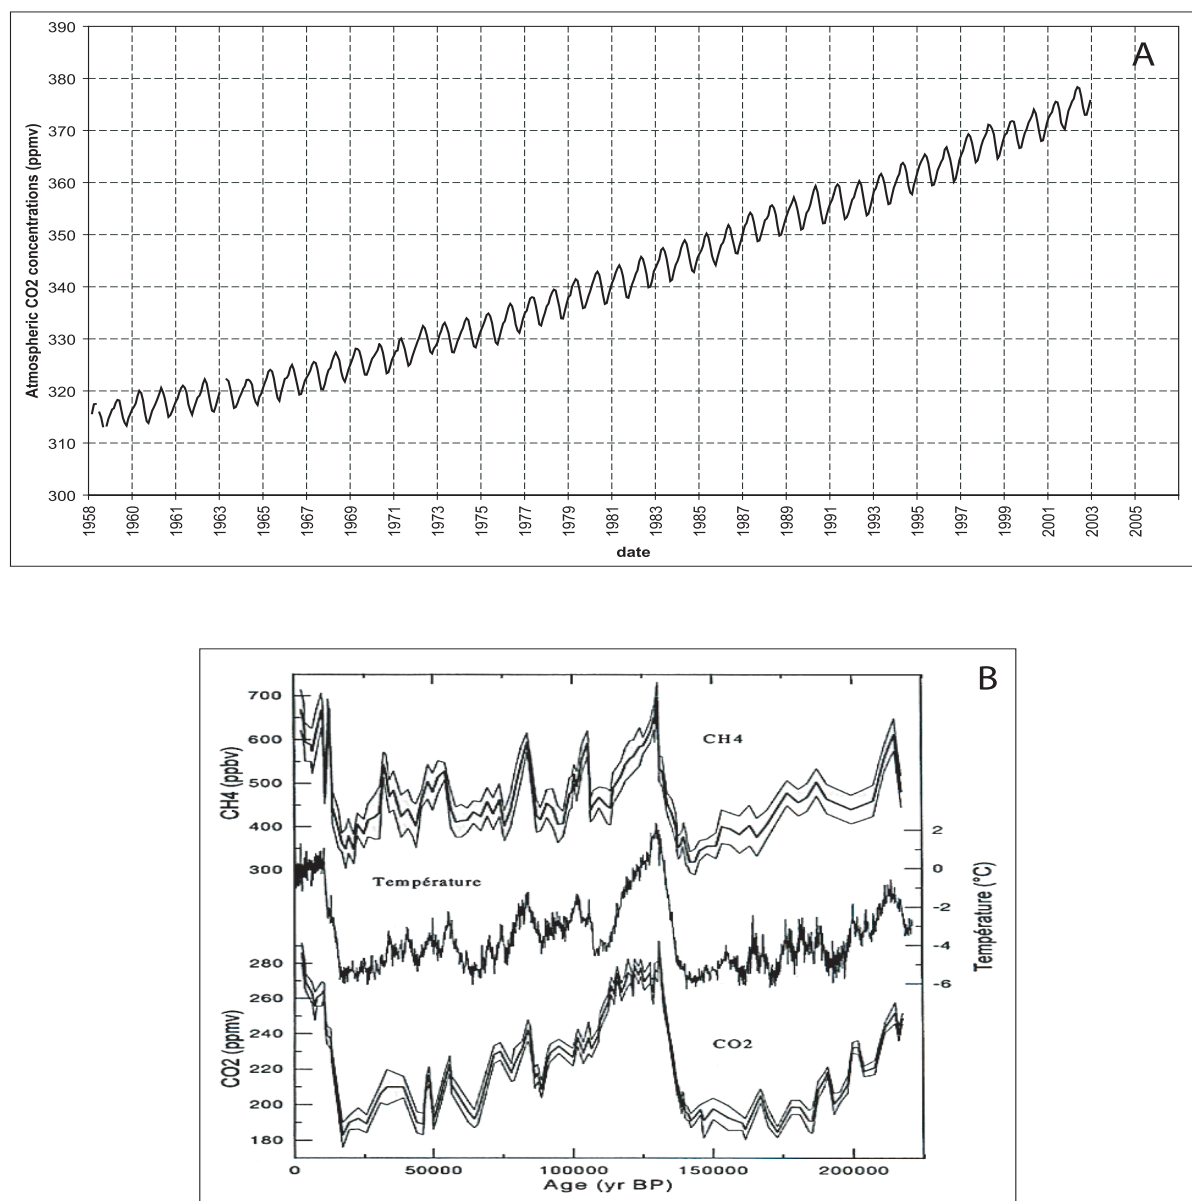 A
Atmospheric CO2 concentrations (ppmv)
390
380
370
360
350
340
330
320
310
300
1958 1960 1961 1963 1965 1967 1969 1971 1973 1975 1977 1979 1981 1983 1985 1987 1989 1991 1993 1995 1997 1999 2001 2003 2005
date
B
CH4 (ppbv)
700
600
500
400
300
CH4
Température
2
0
-2
-4
-6
Température (°C)
CO2 (ppmv)
280
260
240
220
200
180
CO2
0 50000 100000 150000 200000
Age (yr BP)